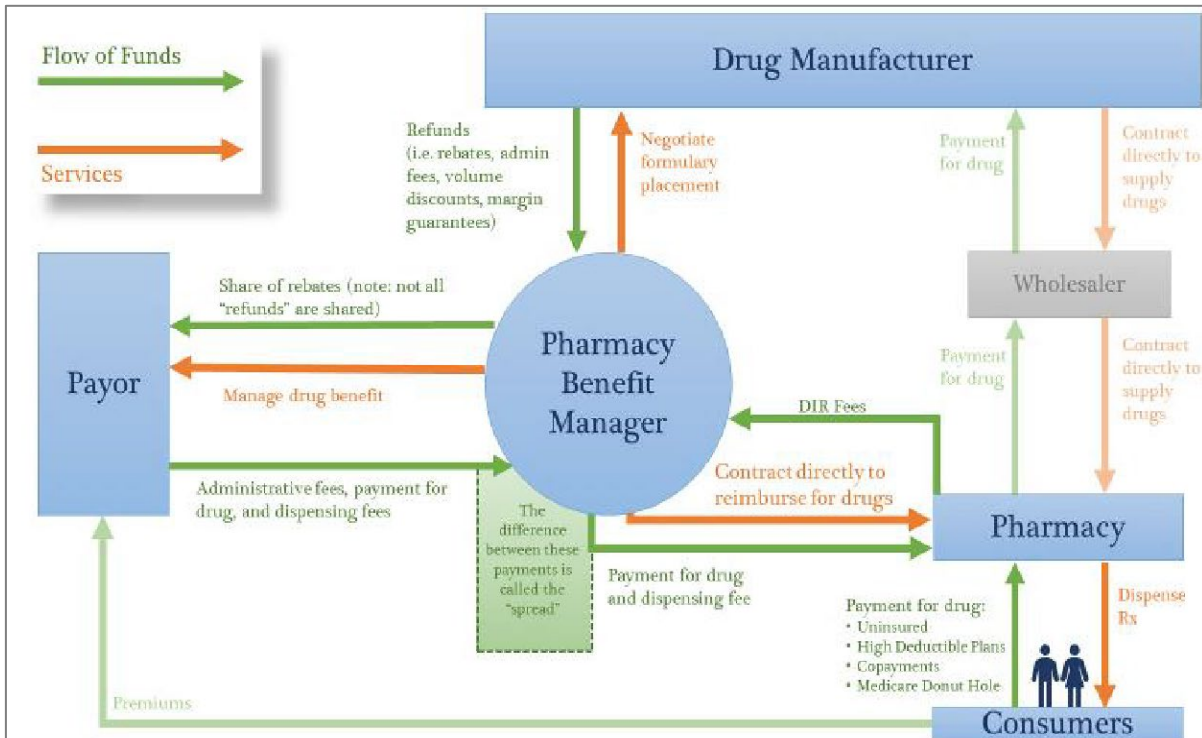 Flow of Funds
Services
Drug Manufacturer
Refunds
(i.e. rebates, admin
fees, volume
discounts, margin
guarantees)
Negotiate
formulary
placement
Payment
for drug
Contract
directly to
supply
drugs
Wholesaler
Payment
for drug
Contract
directly to
supply
drugs
Share of rebates (note: not all
“refunds” are shared)
Payor
Manage drug benefit
Pharmacy
Benefit
Manager
DIR Fees
Administrative fees, payment for
drug, and dispensing fees
Contract directly to
reimburse for drugs
The
difference
between these
payments is
called the
“spread”
Payment for drug
and dispensing fee
Pharmacy
Payment for drug:
• Uninsured
• High Deductible Plans
• Copayments
• Medicare Donut Hole
Dispense
Rx
Premiums
Consumers